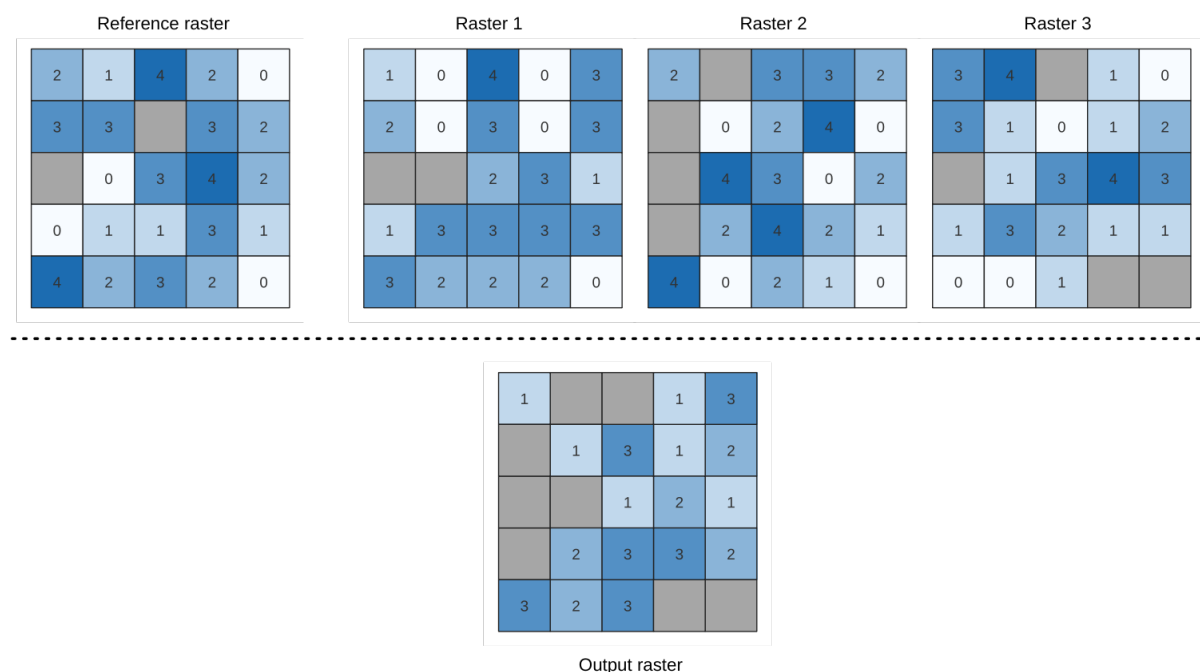 Reference raster Raster 1 Raster 2 Raster 3
2 1 4 2 0 1 0 4 0 3 2 3 3 2 3 4 1 0
3 3 3 2 2 0 3 0 3 0 2 4 0 3 1 0 1 2
0 3 4 2 2 3 1 4 3 0 2 1 3 4 3
0 1 1 3 1 1 3 3 3 3 2 4 2 1 1 3 2 1 1
4 2 3 2 0 3 2 2 2 0 4 0 2 1 0 0 0 1
1 1 3
1 3 1 2
1 2 1
2 3 3 2
3 2 3
Output raster